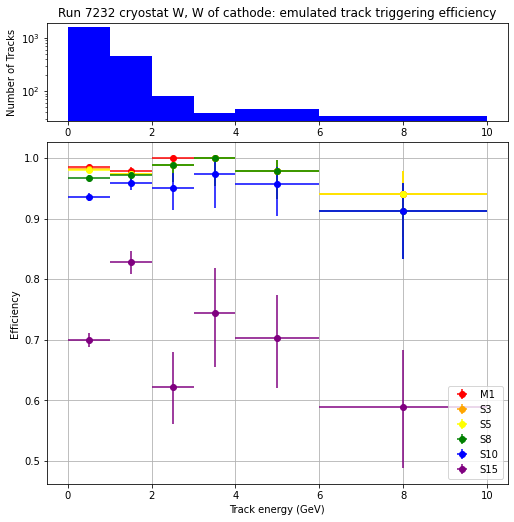 Run 7232 cryostat W, W of cathode: emulated track triggering efficiency
Number of Tracks
10³
10²
0 2 4 6 8 10
Efficiency
1.0
0.9
0.8
0.7
0.6
0.5
M1
S3
S5
S8
S10
S15
0 2 4 6 8 10
Track energy (GeV)